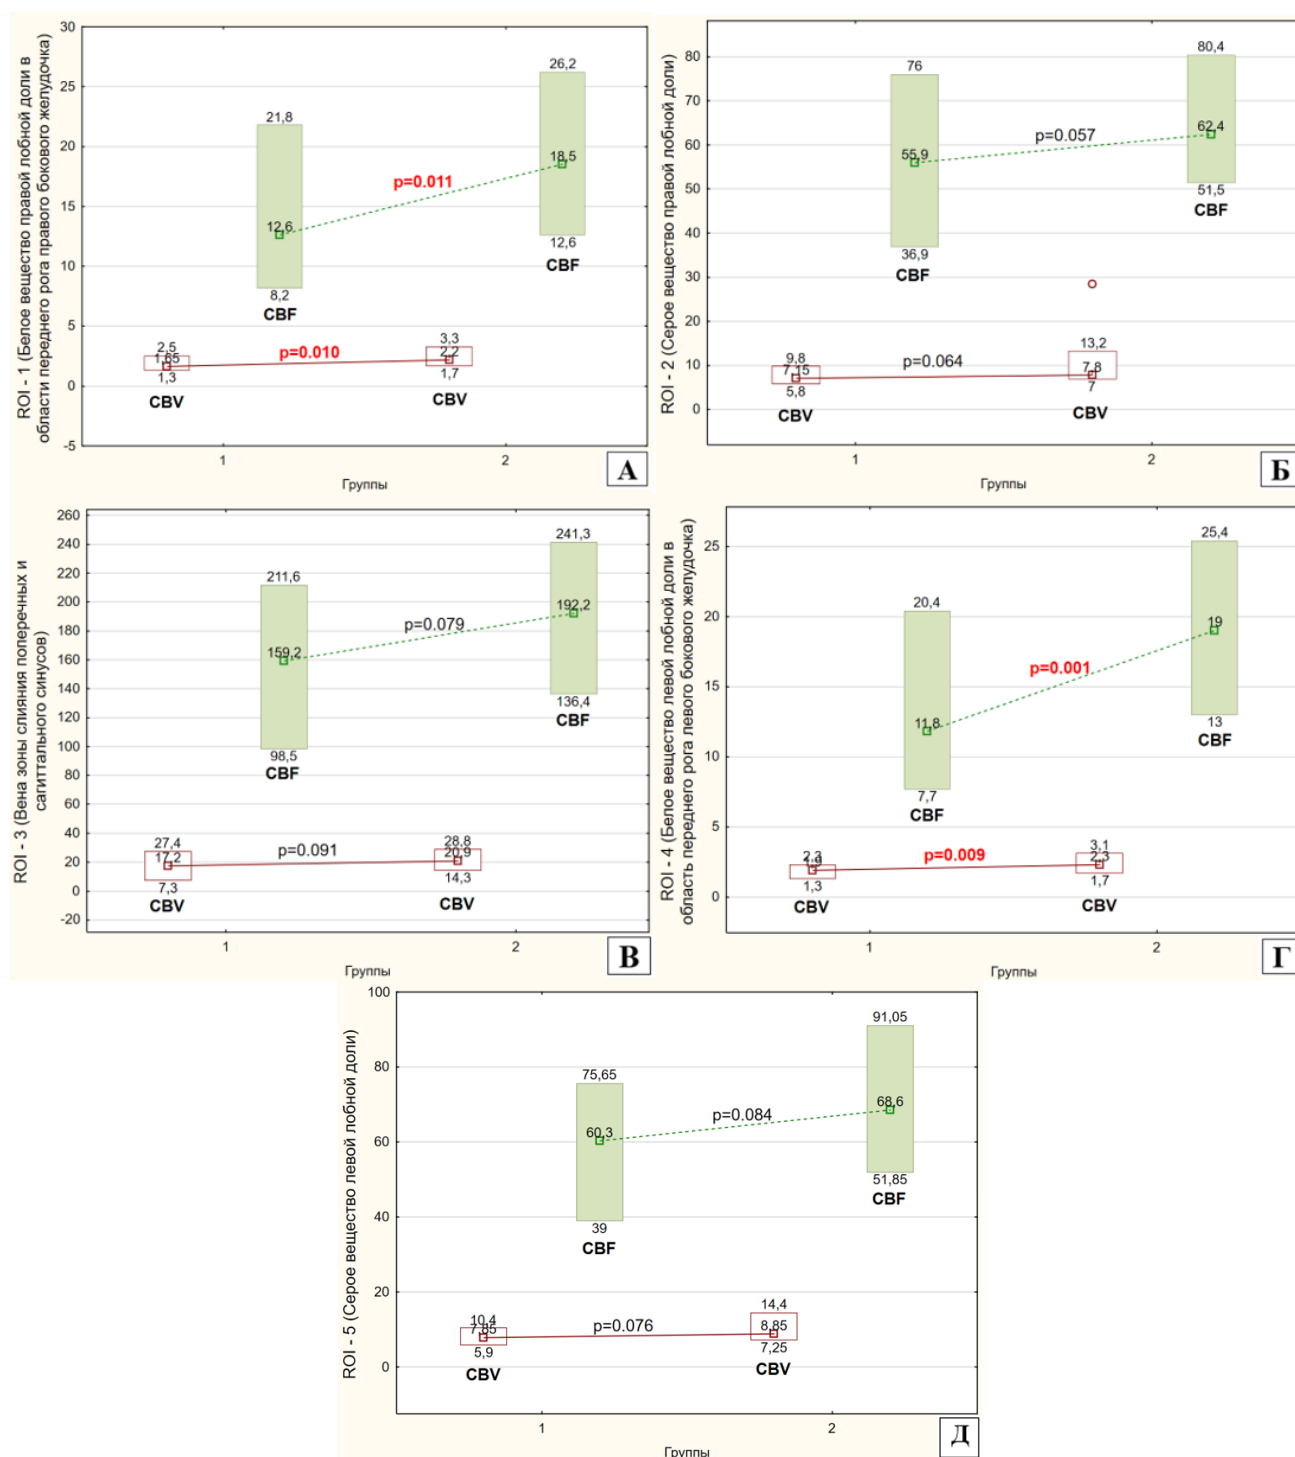 ROI - 1 (Белое вещество правой лобной доли в
области переднего рога правого бокового желудочка)
30
25
20
15
10
5
0
-5
21,8
12,6
8,2
CBF
26,2
18,5
12,6
CBF
p=0.011
2,5
1,65
1,3
CBV
3,3
2,2
1,7
CBV
p=0.010
1
2
Группы
А
ROI - 2 (Серое вещество правой лобной доли)
80
70
60
50
40
30
20
10
0
76
55,9
36,9
CBF
80,4
62,4
51,5
CBF
p=0.057
9,8
7,15
5,8
CBV
13,2
7,8
7
CBV
p=0.064
1
2
Группы
Б
ROI - 3 (Вена зоны слияния поперечных и
сагиттального синусов)
260
240
220
200
180
160
140
120
100
80
60
40
20
0
-20
211,6
159,2
98,5
CBF
241,3
192,2
136,4
CBF
p=0.079
27,4
17,2
7,3
CBV
28,8
20,9
14,3
CBV
p=0.091
1
2
Группы
В
ROI - 4 (Белое вещество левой лобной доли в
область переднего рога левого бокового желудочка)
25
20
15
10
5
0
20,4
11,8
7,7
CBF
25,4
19
13
CBF
p=0.001
2,3
1,9
1,3
CBV
3,1
2,3
1,7
CBV
p=0.009
1
2
Группы
Г
ROI - 5 (Серое вещество левой лобной доли)
100
80
60
40
20
0
75,65
60,3
39
CBF
91,05
68,6
51,85
CBF
p=0.084
10,4
7,85
5,9
CBV
14,4
8,85
7,25
CBV
p=0.076
1
2
Группы
Д